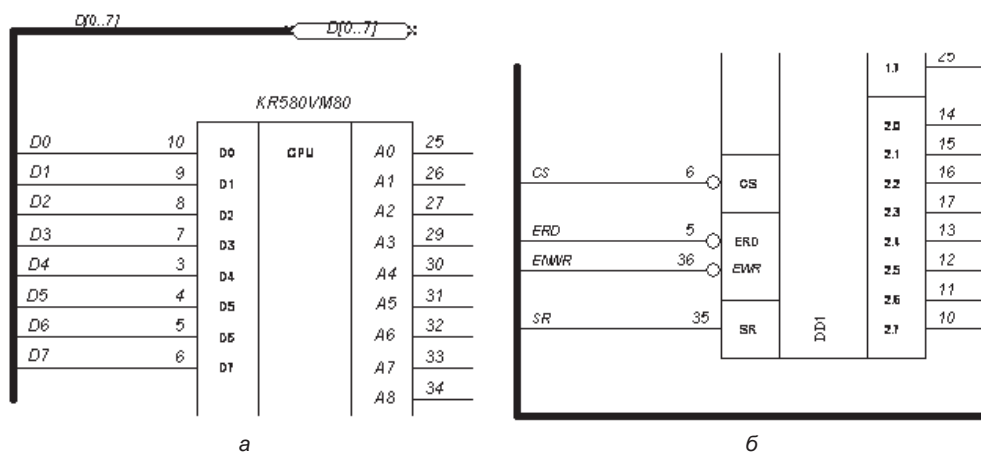 D[0..7]
D[0..7]
KR580VM80
D0 10 D0 CPU A0 25
D1 9 D1 A1 26
D2 8 D2 A2 27
D3 7 D3 A3 29
D4 3 D4 A4 30
D5 4 D5 A5 31
D6 5 D6 A6 32
D7 6 D7 A7 33
A8 34
а
1.7 25
2.0 14
2.1 15
CS 6 CS 2.2 16
2.3 17
ERD 5 ERD 2.4 13
ENWR 36 EWR 2.5 12
2.6 11
SR 35 SR DD1 2.7 10
б